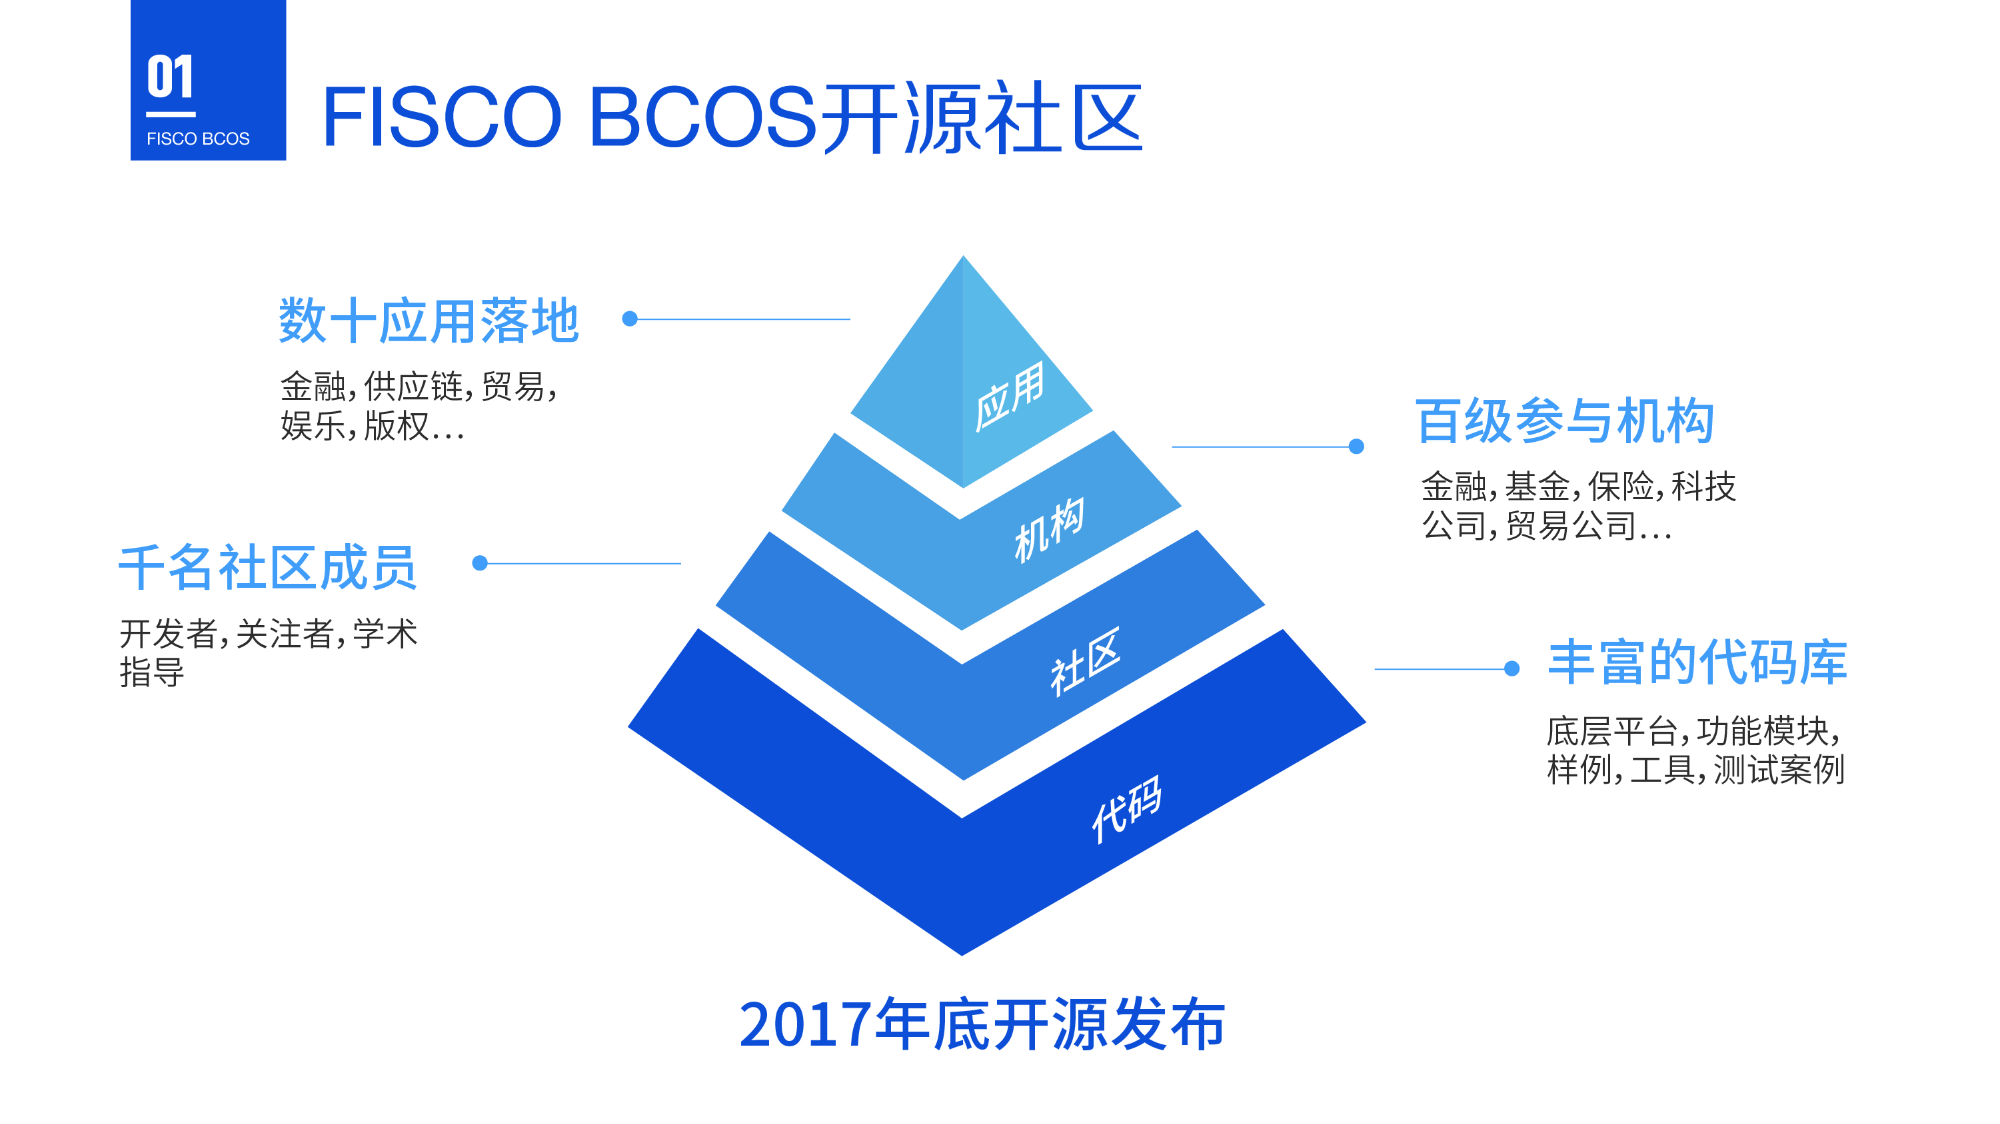 01
FISCO BCOS
FISCO BCOS开源社区
数十应用落地
金融,供应链,贸易,
娱乐,版权...
千名社区成员
开发者,关注者,学术
指导
应用
机构
社区
代码
百级参与机构
金融,基金,保险,科技
公司,贸易公司...
丰富的代码库
底层平台,功能模块,
样例,工具,测试案例
2017年底开源发布